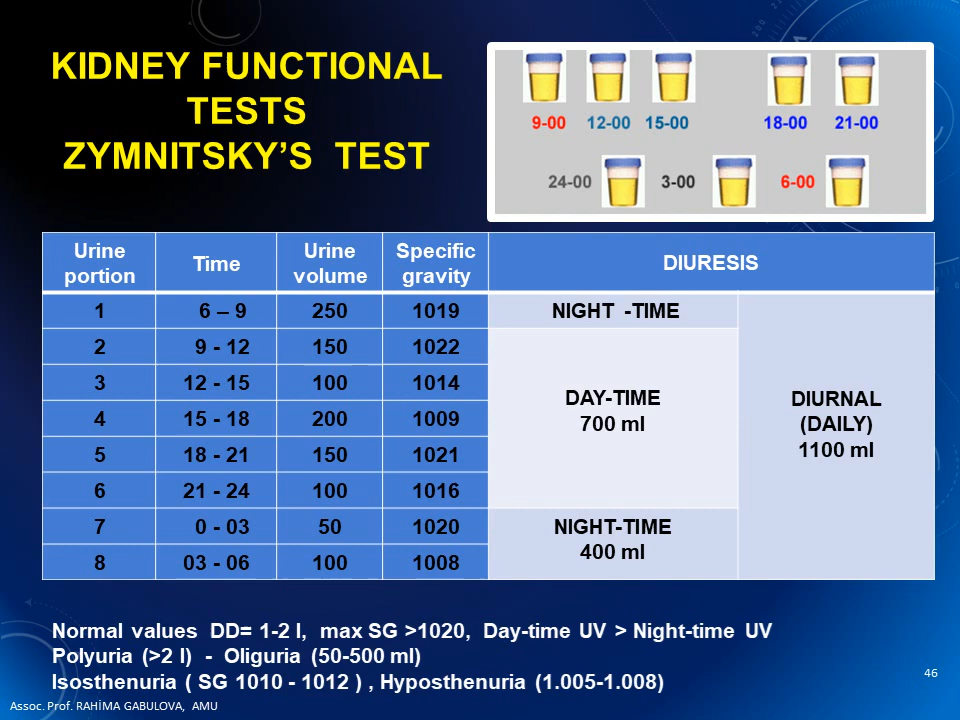 KIDNEY FUNCTIONAL
TESTS
ZYMNITSKY’S TEST
9-00 12-00 15-00 18-00 21-00
24-00 3-00 6-00
Urine portion Time Urine volume Specific gravity DIURESIS
1 6 – 9 250 1019 NIGHT -TIME
2 9 - 12 150 1022
3 12 - 15 100 1014
4 15 - 18 200 1009
5 18 - 21 150 1021
6 21 - 24 100 1016
DAY-TIME
700 ml
7 0 - 03 50 1020
8 03 - 06 100 1008
NIGHT-TIME
400 ml
DIURNAL
(DAILY)
1100 ml
Normal values DD= 1-2 l, max SG >1020, Day-time UV > Night-time UV
Polyuria (>2 l) - Oliguria (50-500 ml)
Isosthenuria ( SG 1010 - 1012 ) , Hyposthenuria (1.005-1.008)
46
Assoc. Prof. RAHİMA GABULOVA, AMU